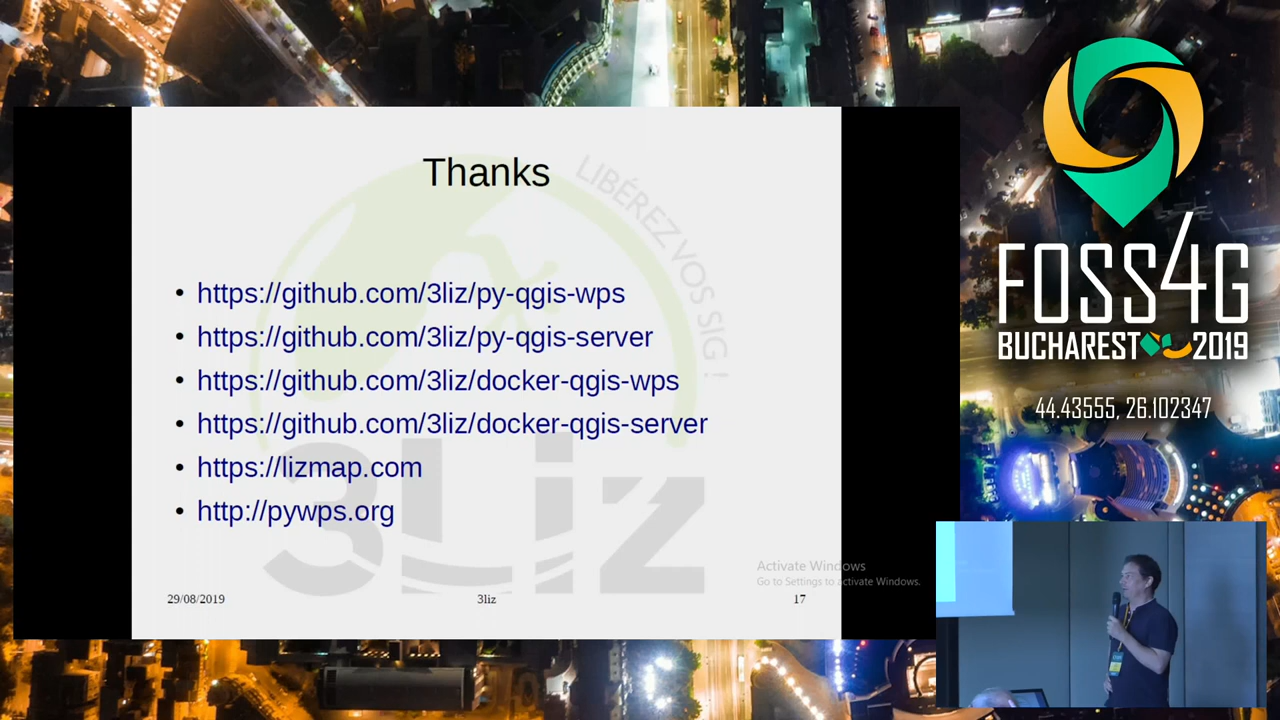 Thanks
LIBÉREZ VOS SIG !
https://github.com/3liz/py-qgis-wps
https://github.com/3liz/py-qgis-server
https://github.com/3liz/docker-qgis-wps
https://github.com/3liz/docker-qgis-server
https://lizmap.com
http://pywps.org
3Liz
Activate Windows
Go to Settings to activate Windows.
29/08/2019
3liz
17
FOSS4G
BUCHAREST 2019
44.43555, 26.102347